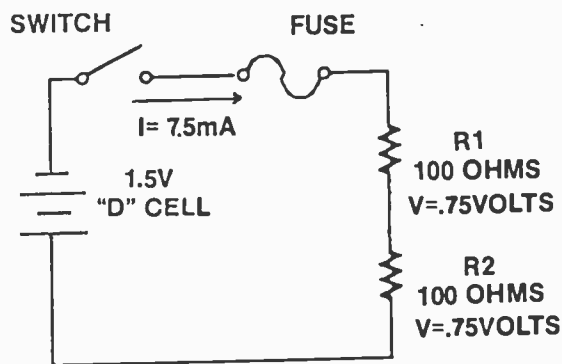 SWITCH
FUSE
I= 7.5mA
1.5V
"D" CELL
R1
100 OHMS
V=.75VOLTS
R2
100 OHMS
V=.75VOLTS